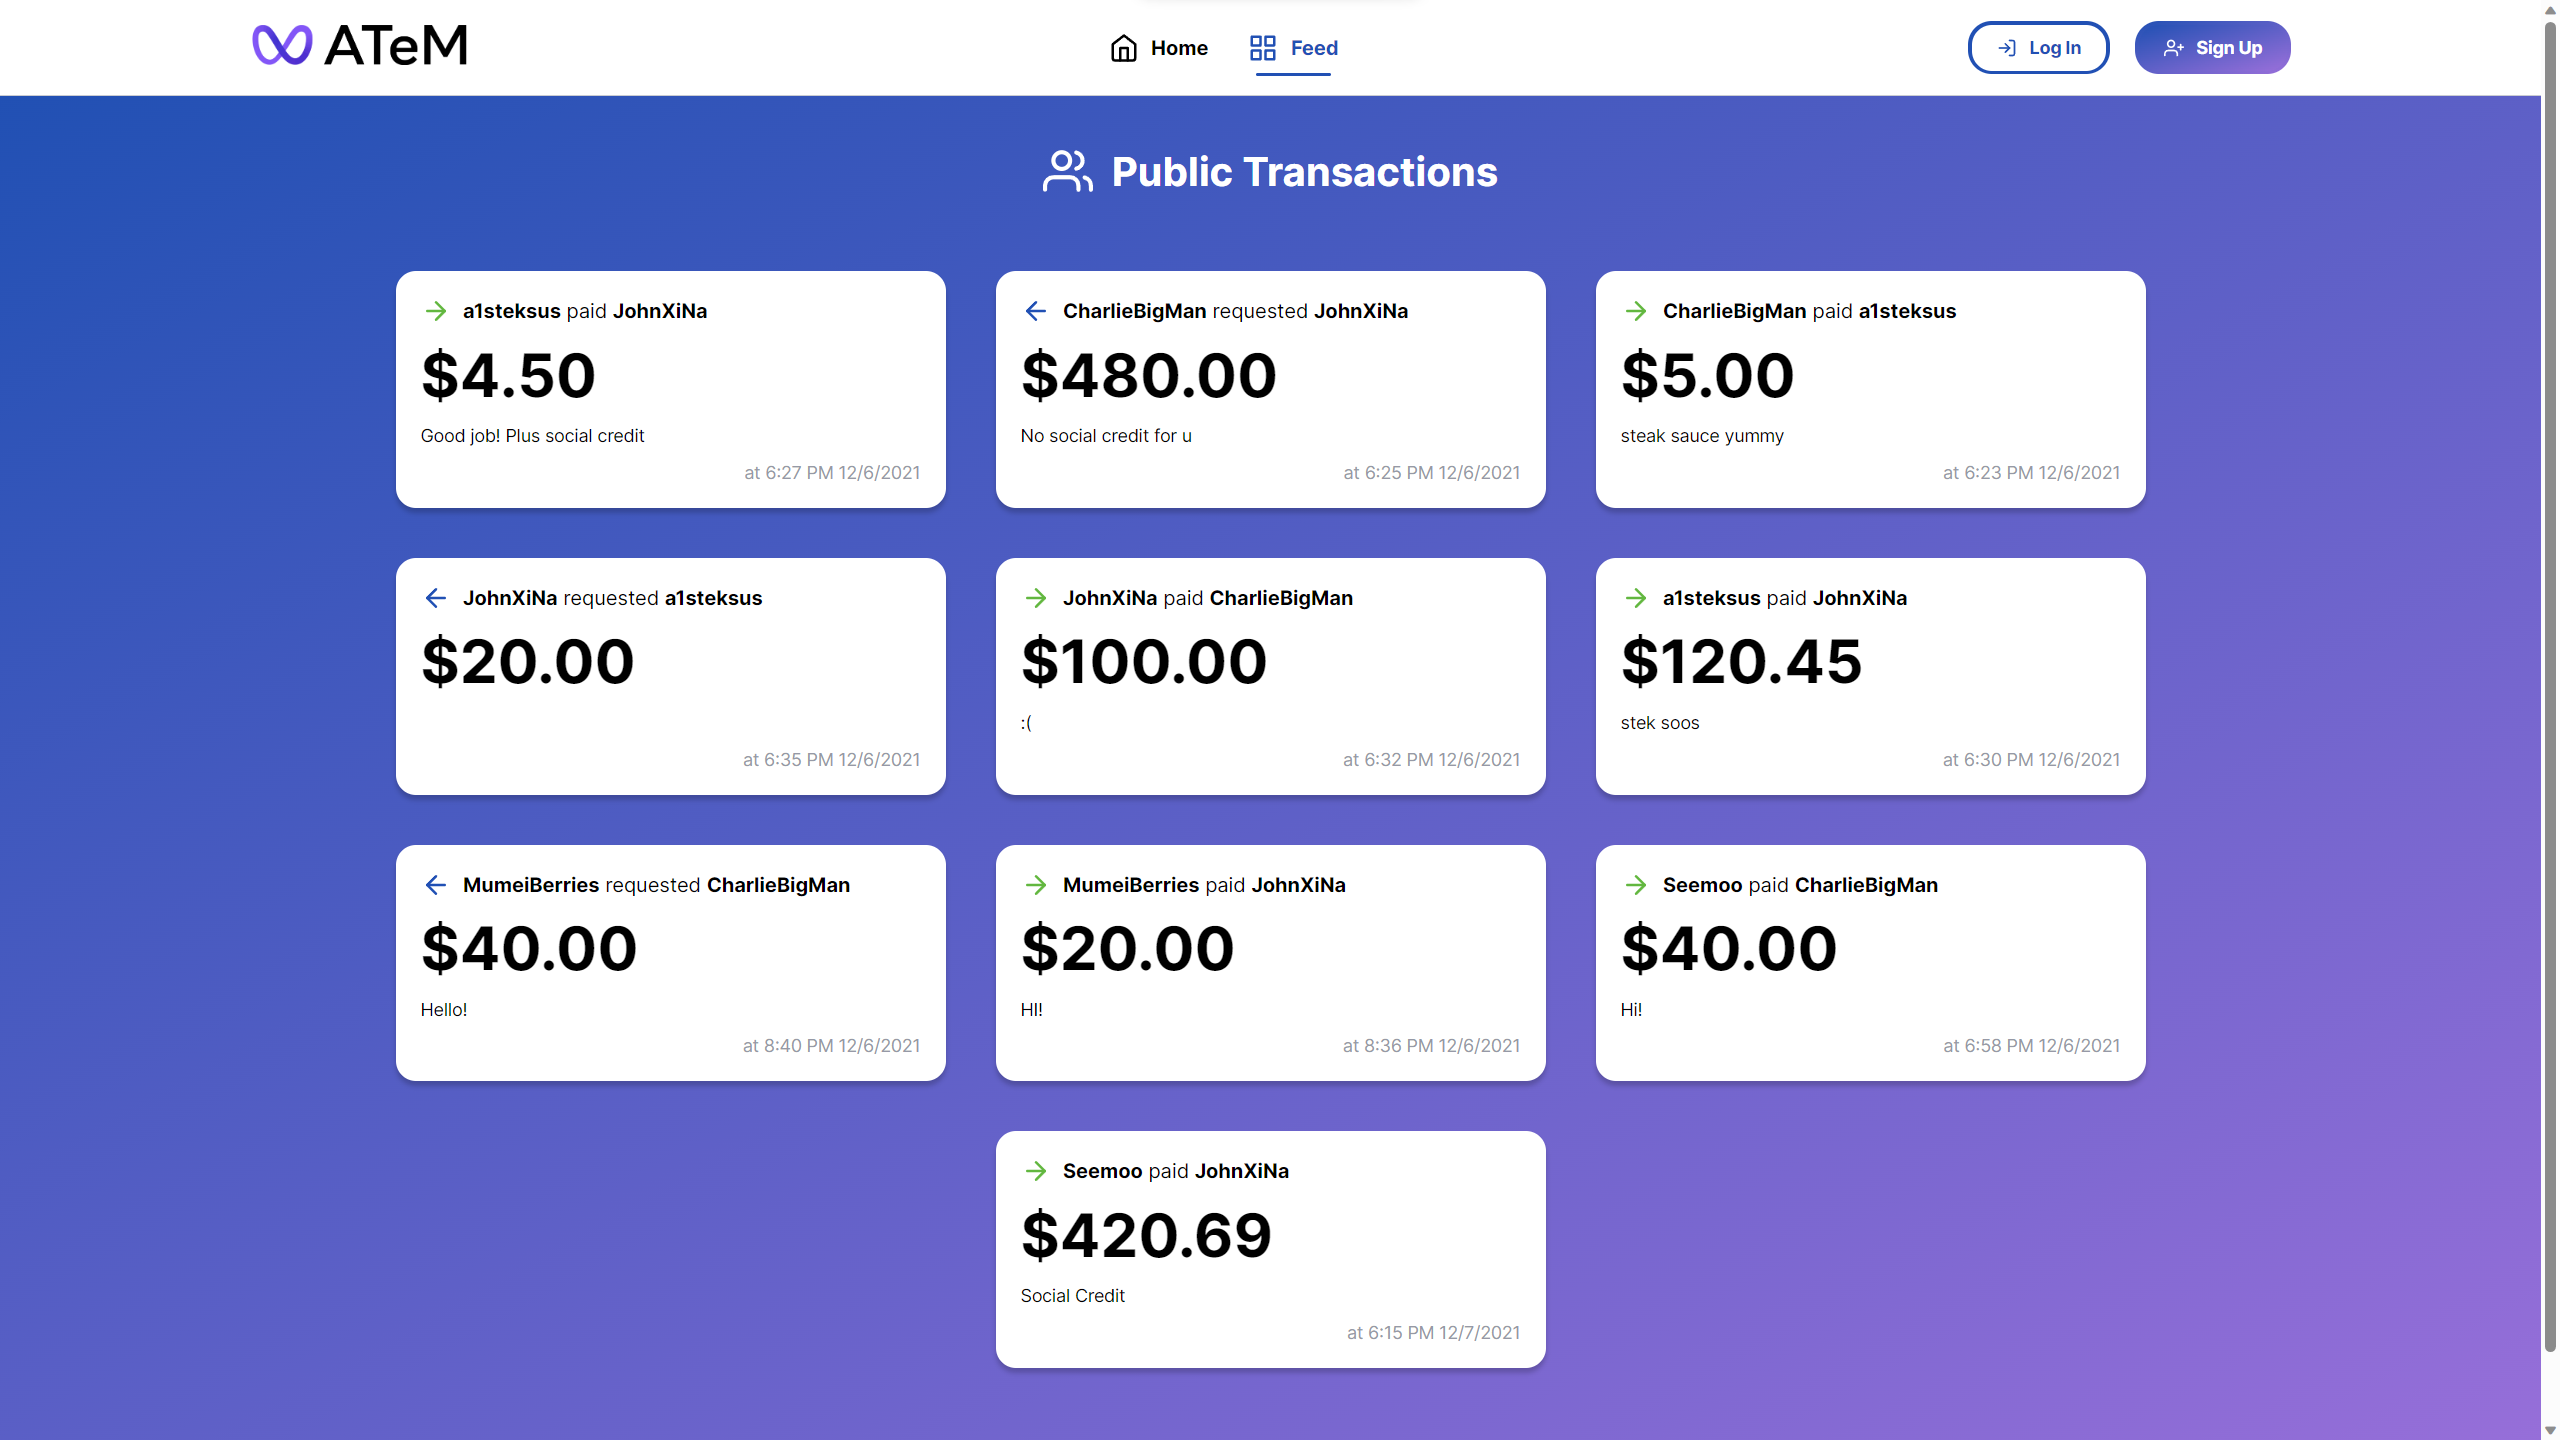 ATeM
Home
Feed
Log In
Sign Up
Public Transactions
a1steksus paid JohnXiNa
$4.50
Good job! Plus social credit
at 6:27 PM 12/6/2021
CharlieBigMan requested JohnXiNa
$480.00
No social credit for u
at 6:25 PM 12/6/2021
CharlieBigMan paid a1steksus
$5.00
steak sauce yummy
at 6:23 PM 12/6/2021
JohnXiNa requested a1steksus
$20.00
at 6:35 PM 12/6/2021
JohnXiNa paid CharlieBigMan
$100.00
:(
at 6:32 PM 12/6/2021
a1steksus paid JohnXiNa
$120.45
stek soos
at 6:30 PM 12/6/2021
MumeiBerries requested CharlieBigMan
$40.00
Hello!
at 8:40 PM 12/6/2021
MumeiBerries paid JohnXiNa
$20.00
HI!
at 8:36 PM 12/6/2021
Seemoo paid CharlieBigMan
$40.00
Hi!
at 6:58 PM 12/6/2021
Seemoo paid JohnXiNa
$420.69
Social Credit
at 6:15 PM 12/7/2021